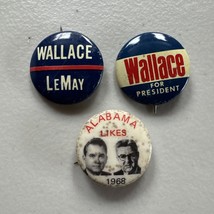 WALLACE
LEMAY
Wallace
FOR
PRESIDENT
ALABAMA
LIKES
1968